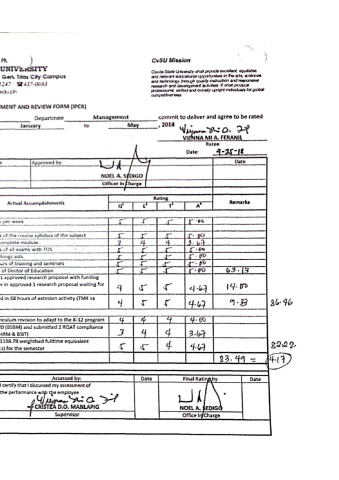 Ph
CvSU Mission
UNIVERSITY
Cavite State University shall provide excellent, equitable
Gen. Trias City Campus
and relevant educational opportunities in the arts, sciences
and technology through quality instruction and responsive
research and development activities. It shall produce
professional, skilled and morally upright individuals for global
competitiveness.
edu.ph
MENT AND REVIEW FORM (IPCR)
Department Management commit to deliver and agree to be rated
January to May , 2018
VIENNA MI A. FERANIL
Ratee
Date: 9-25-18
Approved by Date
NOEL A. SEDIGO
Officer In Charge
Actual Accomplishments Rating Remarks
Q¹ E² T³ A⁴
per week 5 5 5 5.00
of the course syllabus of the subject 5 5 5 5.00
complete module 3 4 4 3.67
of all exams with TOS 5 5 5 5.00
things aids 5 5 5 5.00
urs of training and seminars 5 5 5 5.00
of Doctor of Education 5 5 5 5.00 63.13
1 approved research proposal with funding
in approved 1 research proposal waiting for 4 5 5 4.67 14.00
ed in 68 hours of extension activity (TMX sa 4 5 5 4.67 9.33 86.46
riculum revision to adapt to the K-12 program 4 4 4 4.00
D (BSBM) and submitted 2 RQAT compliance
HRM & BSIT) 3 4 4 3.67
1198.78 weighted fulltime equivalent
s) for the semester 5 5 4 4.67
83.49 = 4.17
Assessed by: Date Final Rating by Date
I certify that I discussed my assessment of
the performance with the employee
CRISTEA D.O. MANLAPIG NOEL A. SEDIGO
Supervisor Office In Charge